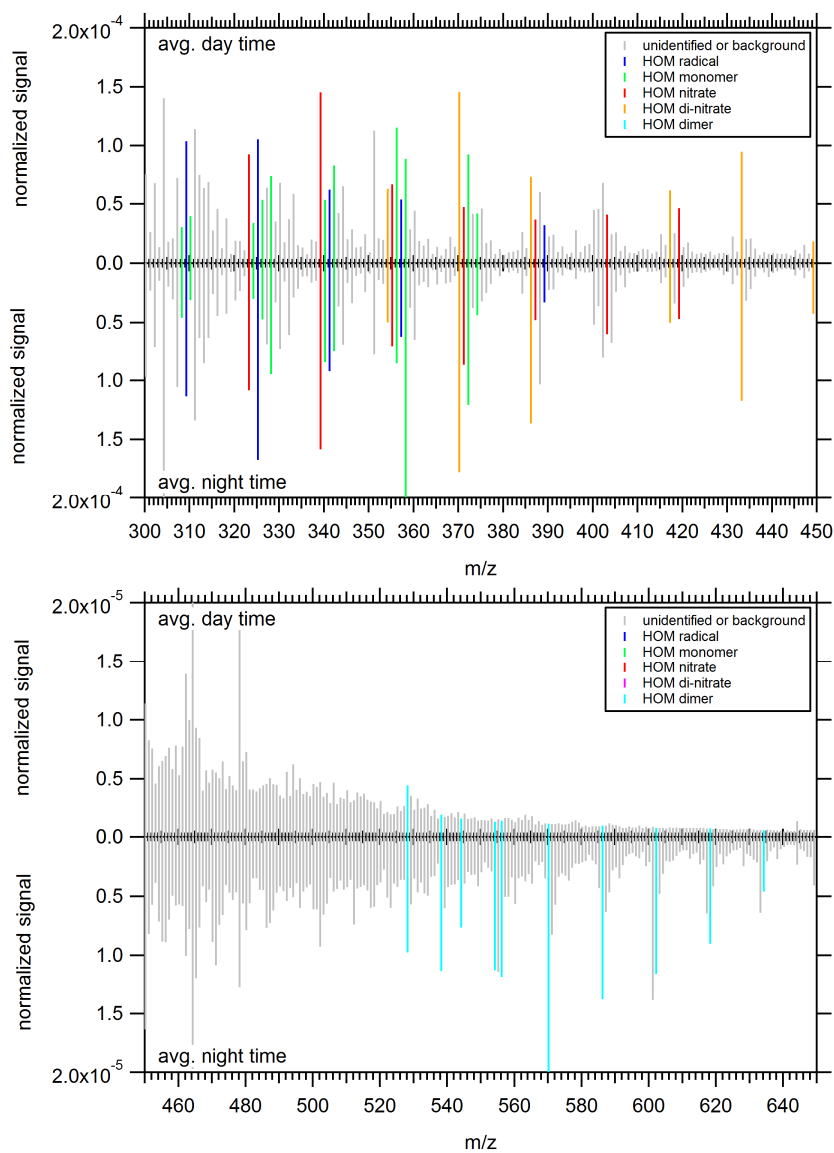 2.0x10-4
avg. day time
unidentified or background
HOM radical
HOM monomer
HOM nitrate
HOM di-nitrate
HOM dimer
normalized signal
1.5
1.0
0.5
0.0
normalized signal
0.5
1.0
1.5
2.0x10-4
avg. night time
300 310 320 330 340 350 360 370 380 390 400 410 420 430 440 450
m/z
2.0x10-5
avg. day time
unidentified or background
HOM radical
HOM monomer
HOM nitrate
HOM di-nitrate
HOM dimer
normalized signal
1.5
1.0
0.5
0.0
normalized signal
0.5
1.0
1.5
2.0x10-5
avg. night time
460 480 500 520 540 560 580 600 620 640
m/z